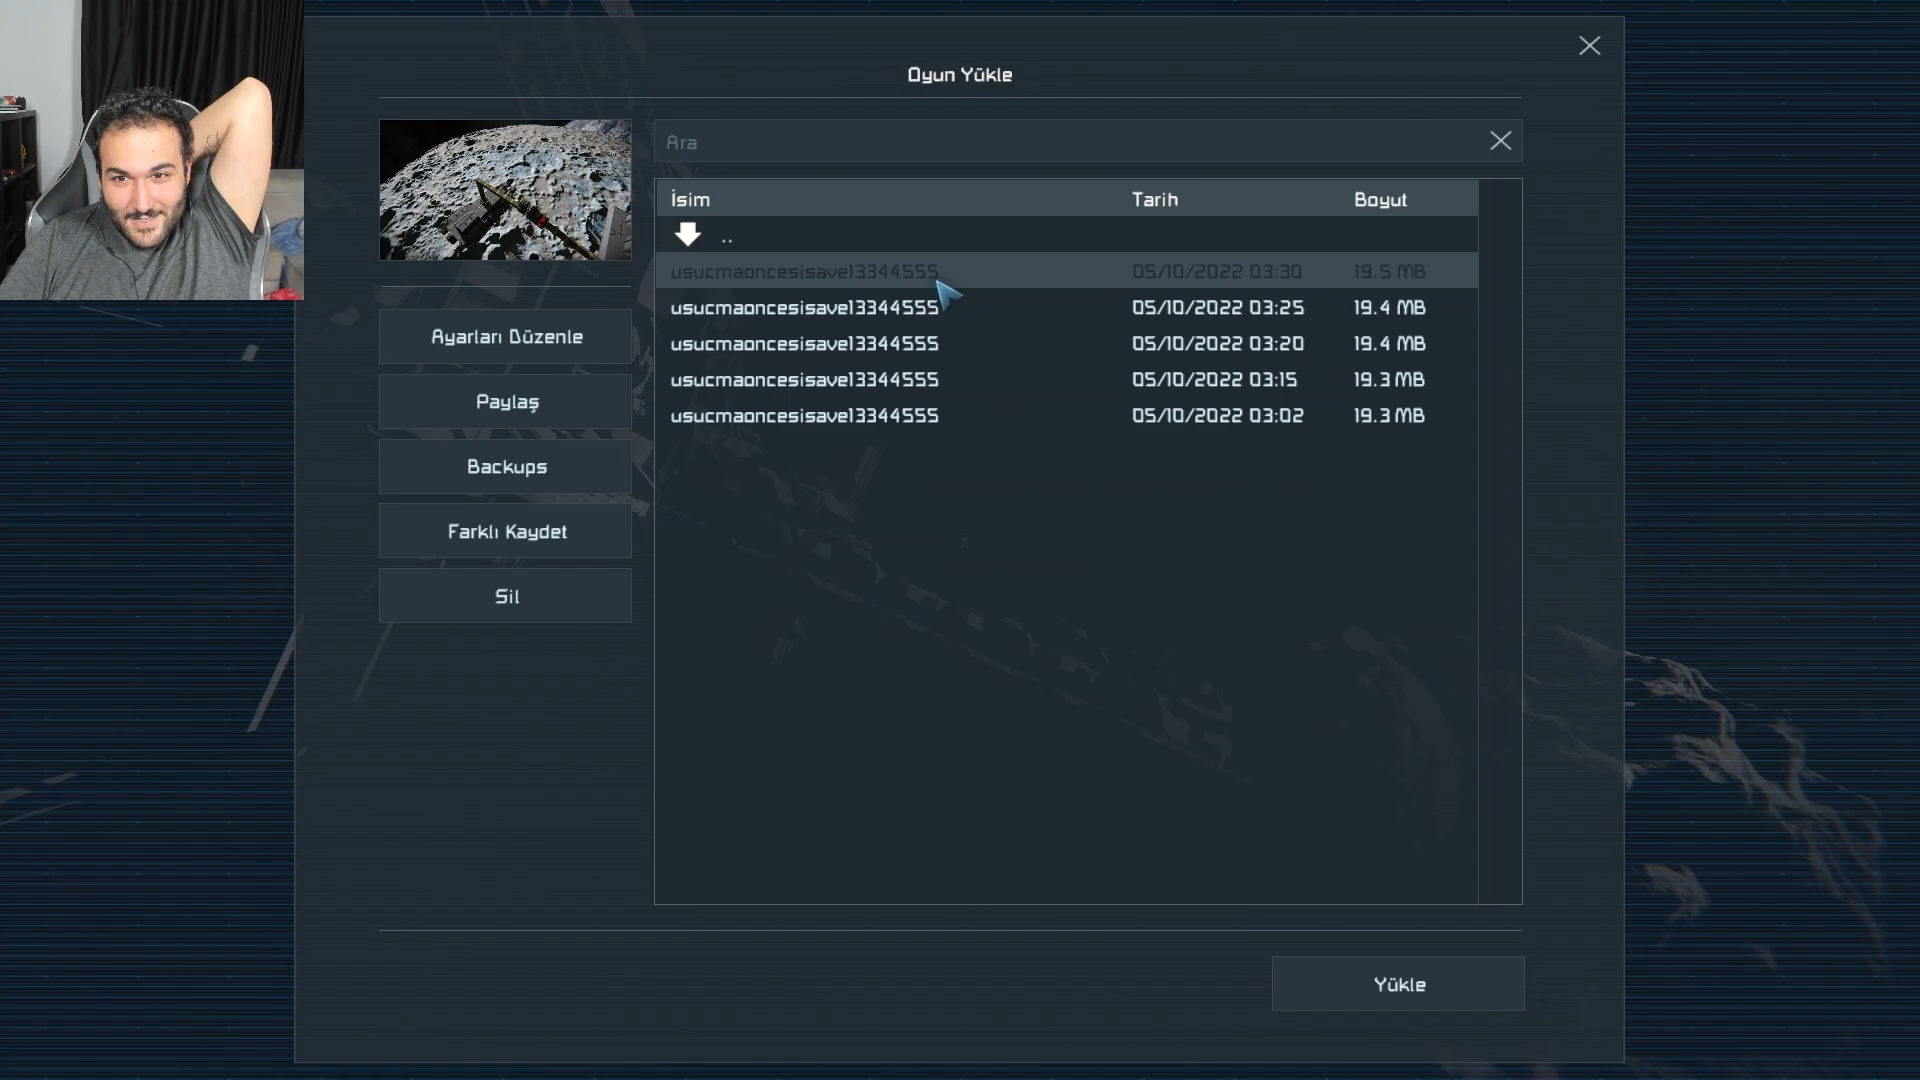 Oyun Yükle
Ara
İsim Tarih Boyut
..
usucmaoncesisave13344555 05/10/2022 03:30 19.5 MB
usucmaoncesisave13344555 05/10/2022 03:25 19.4 MB
usucmaoncesisave13344555 05/10/2022 03:20 19.4 MB
usucmaoncesisave13344555 05/10/2022 03:15 19.3 MB
usucmaoncesisave13344555 05/10/2022 03:02 19.3 MB
Ayarları Düzenle
Paylaş
Backups
Farklı Kaydet
Sil
Yükle